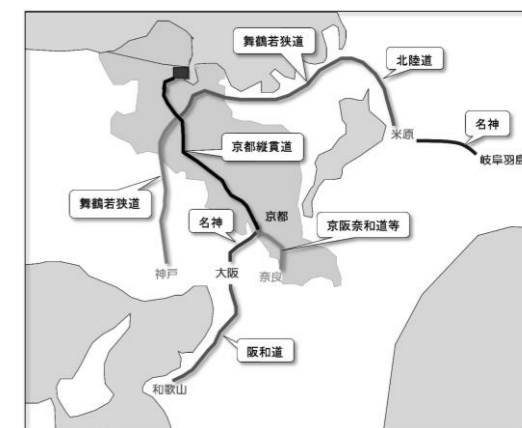 舞鶴若狭道
北陸道
米原
名神
岐阜羽島
京都縦貫道
舞鶴若狭道
名神
京都
京阪奈和道等
神戸
大阪
奈良
阪和道
和歌山